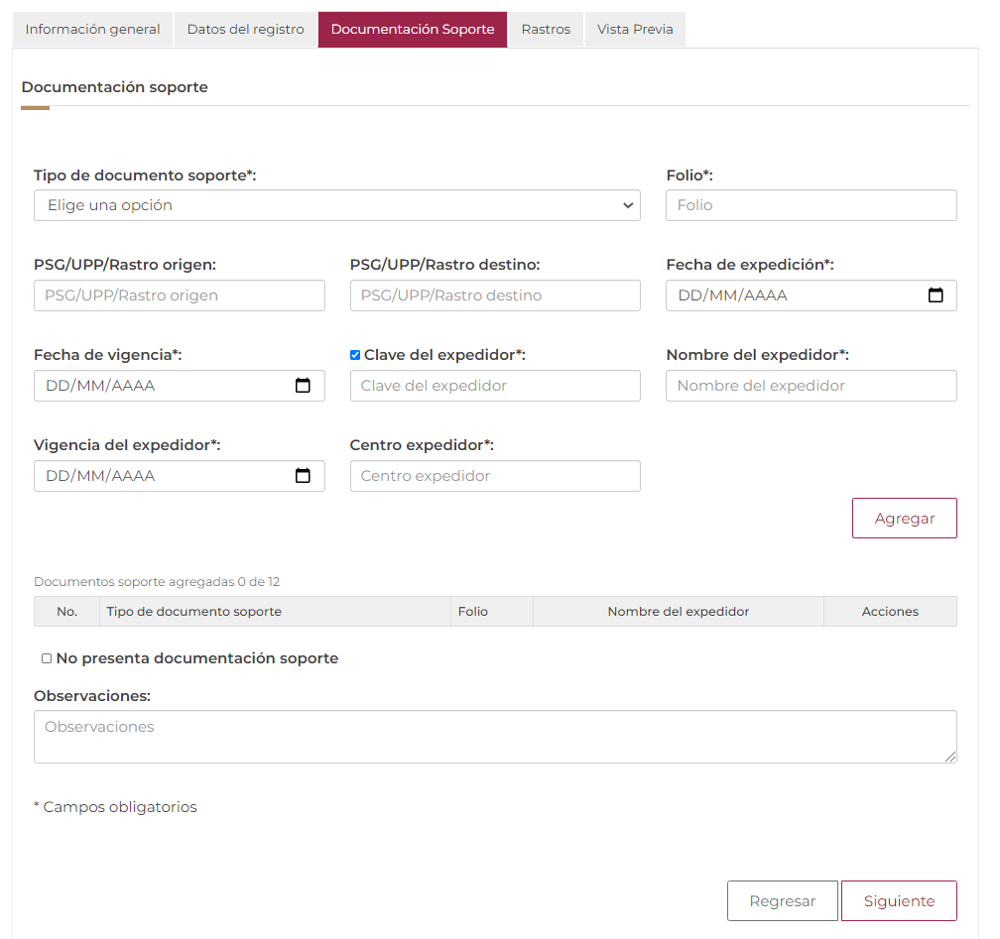 Información general Datos del registro Documentación Soporte Rastros Vista Previa
Documentación soporte
Tipo de documento soporte*: Folio*:
Elige una opción Folio
PSG/UPP/Rastro origen: PSG/UPP/Rastro destino: Fecha de expedición*:
PSG/UPP/Rastro origen PSG/UPP/Rastro destino DD/MM/AAAA
Fecha de vigencia*: Clave del expedidor*: Nombre del expedidor*:
DD/MM/AAAA Clave del expedidor Nombre del expedidor
Vigencia del expedidor*: Centro expedidor*:
DD/MM/AAAA Centro expedidor
Agregar
Documentos soporte agregadas 0 de 12
No. Tipo de documento soporte Folio Nombre del expedidor Acciones
No presenta documentación soporte
Observaciones:
Observaciones
* Campos obligatorios
Regresar Siguiente